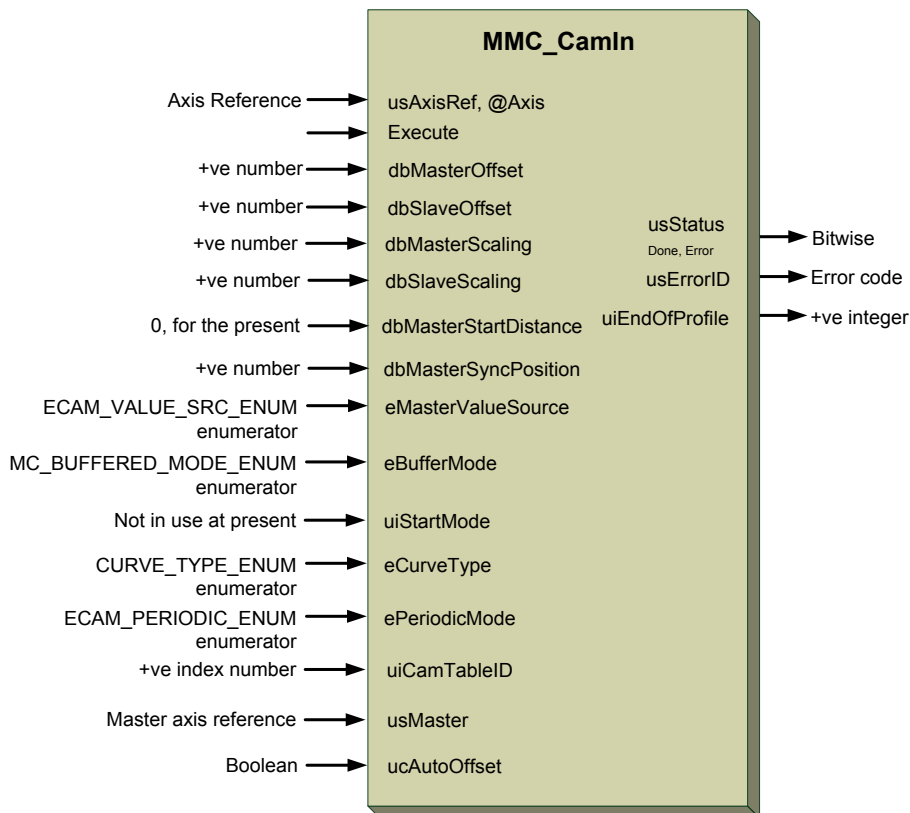 MMC_CamIn
Axis Reference
usAxisRef, @Axis
Execute
+ve number
dbMasterOffset
+ve number
dbSlaveOffset
+ve number
dbMasterScaling
+ve number
dbSlaveScaling
0, for the present
dbMasterStartDistance
+ve number
dbMasterSyncPosition
ECAM_VALUE_SRC_ENUM
enumerator
eMasterValueSource
MC_BUFFERED_MODE_ENUM
enumerator
eBufferMode
Not in use at present
uiStartMode
CURVE_TYPE_ENUM
enumerator
eCurveType
ECAM_PERIODIC_ENUM
enumerator
ePeriodicMode
+ve index number
uiCamTableID
Master axis reference
usMaster
Boolean
ucAutoOffset
usStatus
Done, Error
Bitwise
usErrorID
Error code
uiEndOfProfile
+ve integer